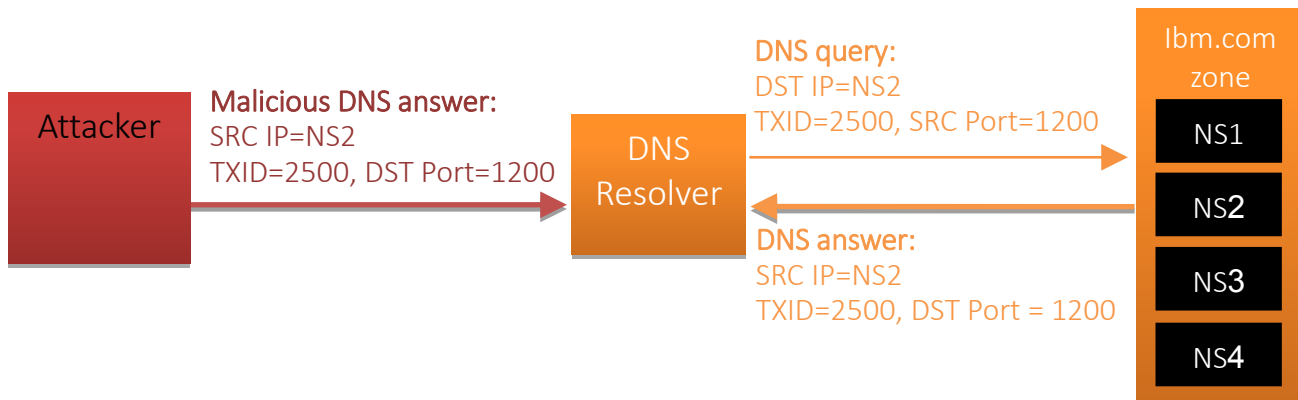 Attacker
Malicious DNS answer:
SRC IP=NS2
TXID=2500, DST Port=1200
DNS
Resolver
DNS query:
DST IP=NS2
TXID=2500, SRC Port=1200
DNS answer:
SRC IP=NS2
TXID=2500, DST Port = 1200
Ibm.com
zone
NS1
NS2
NS3
NS4